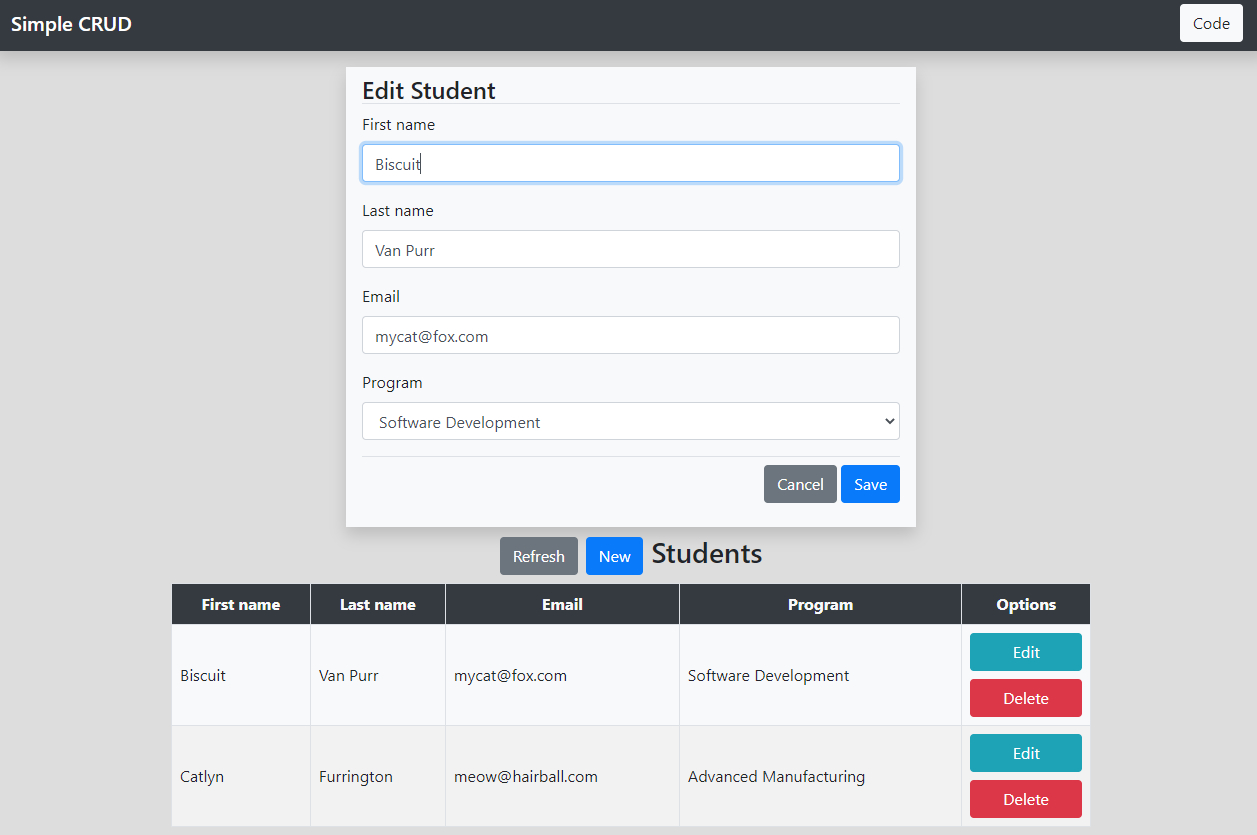 Simple CRUD Code
Edit Student
First name
Biscuit
Last name
Van Purr
Email
mycat@fox.com
Program
Software Development
Cancel Save
Refresh New Students
First name Last name Email Program Options
Biscuit Van Purr mycat@fox.com Software Development Edit
Delete
Catlyn Furrington meow@hairball.com Advanced Manufacturing Edit
Delete